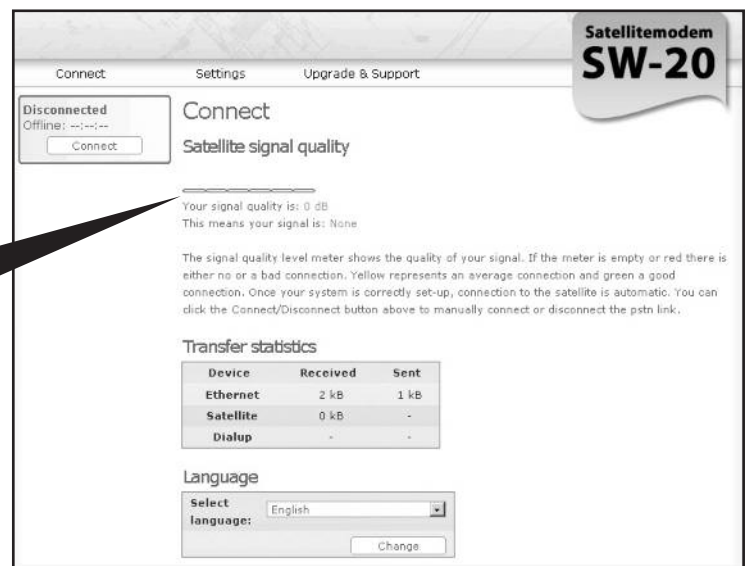 Satellitemodem
SW-20
Connect Settings Upgrade & Support
Disconnected
Offline: --:--:--
Connect
Connect
Satellite signal quality
Your signal quality is: 0 dB
This means your signal is: None
The signal quality level meter shows the quality of your signal. If the meter is empty or red there is
either no or a bad connection. Yellow represents an average connection and green a good
connection. Once your system is correctly set-up, connection to the satellite is automatic. You can
click the Connect/Disconnect button above to manually connect or disconnect the pstn link.
Transfer statistics
Device Received Sent
Ethernet 2 kB 1 kB
Satellite 0 kB -
Dialup - -
Language
Select
language:
English
Change